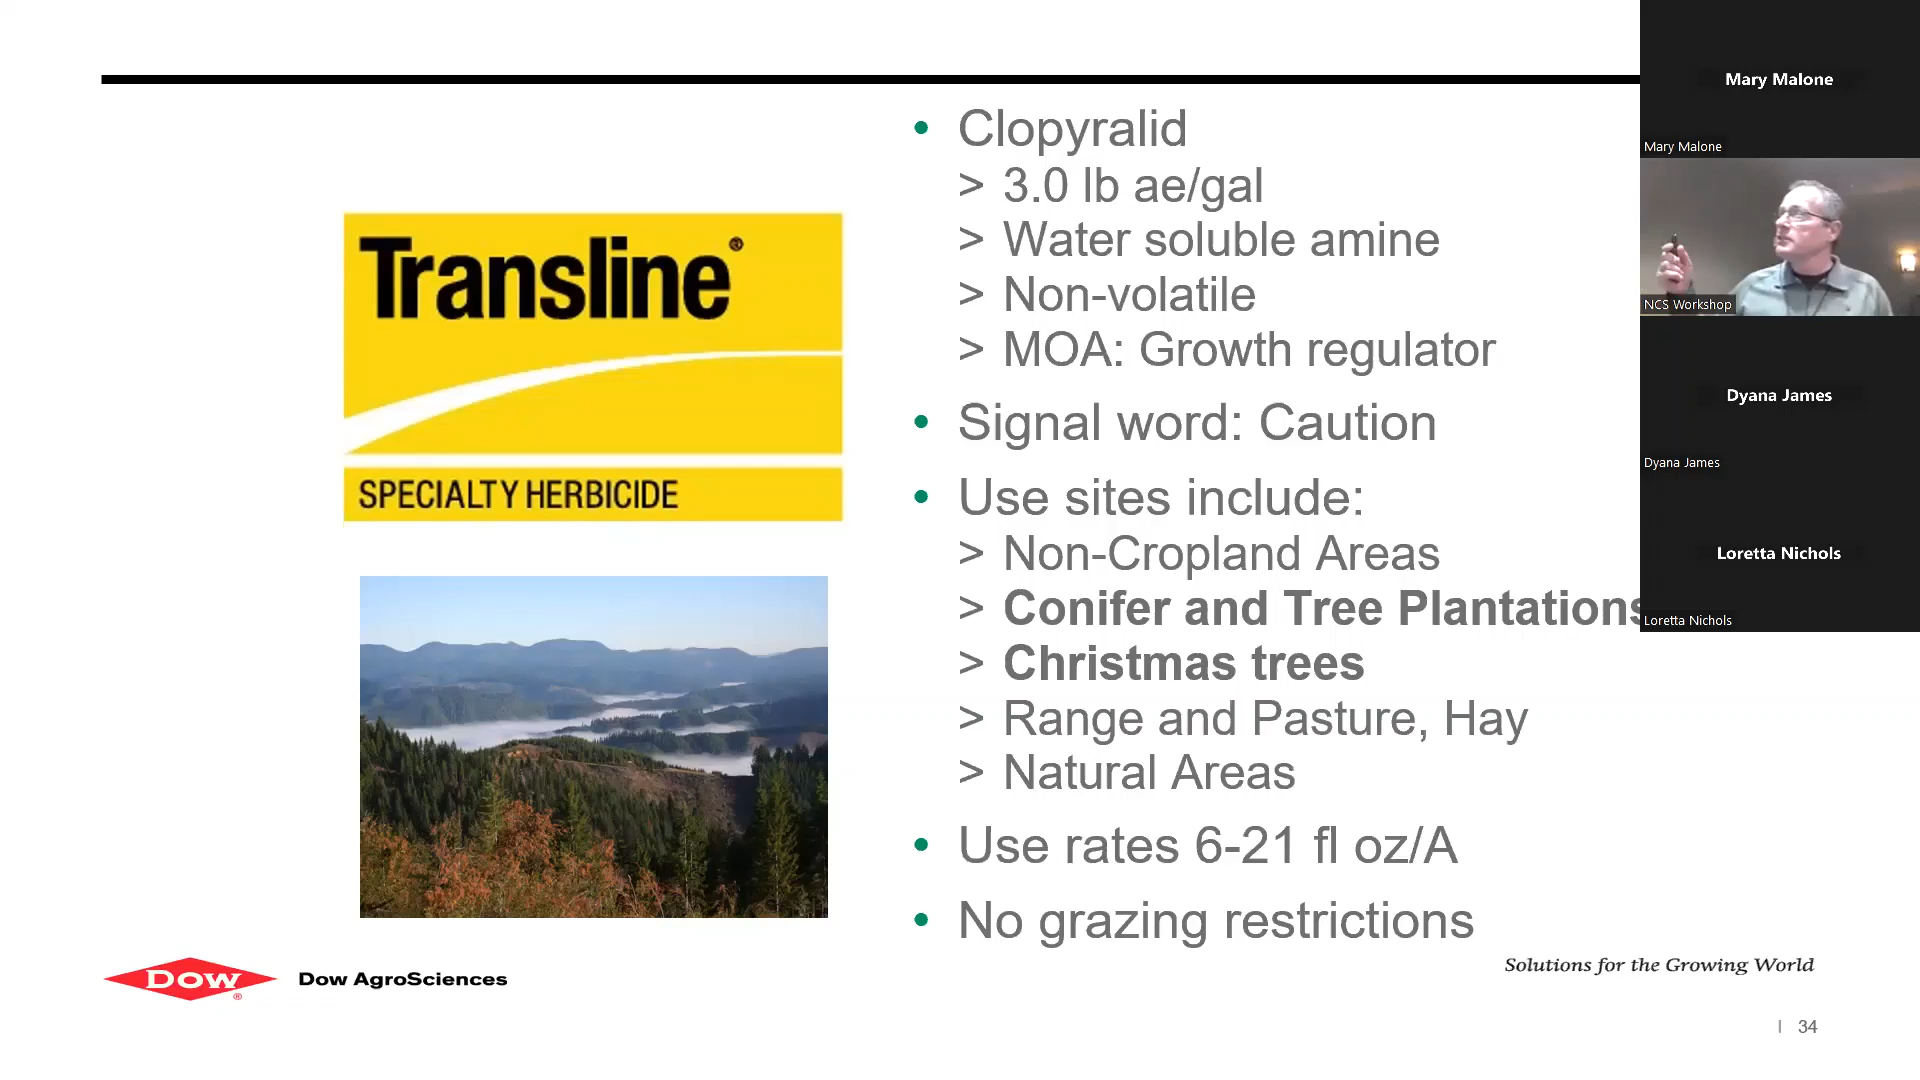 Transline®
SPECIALTY HERBICIDE
• Clopyralid
> 3.0 lb ae/gal
> Water soluble amine
> Non-volatile
> MOA: Growth regulator
• Signal word: Caution
• Use sites include:
> Non-Cropland Areas
> Conifer and Tree Plantations
> Christmas trees
> Range and Pasture, Hay
> Natural Areas
• Use rates 6-21 fl oz/A
• No grazing restrictions
DOW®
Dow AgroSciences
Solutions for the Growing World
| 34
Mary Malone
Mary Malone
NCS Workshop
Dyana James
Dyana James
Loretta Nichols
Loretta Nichols